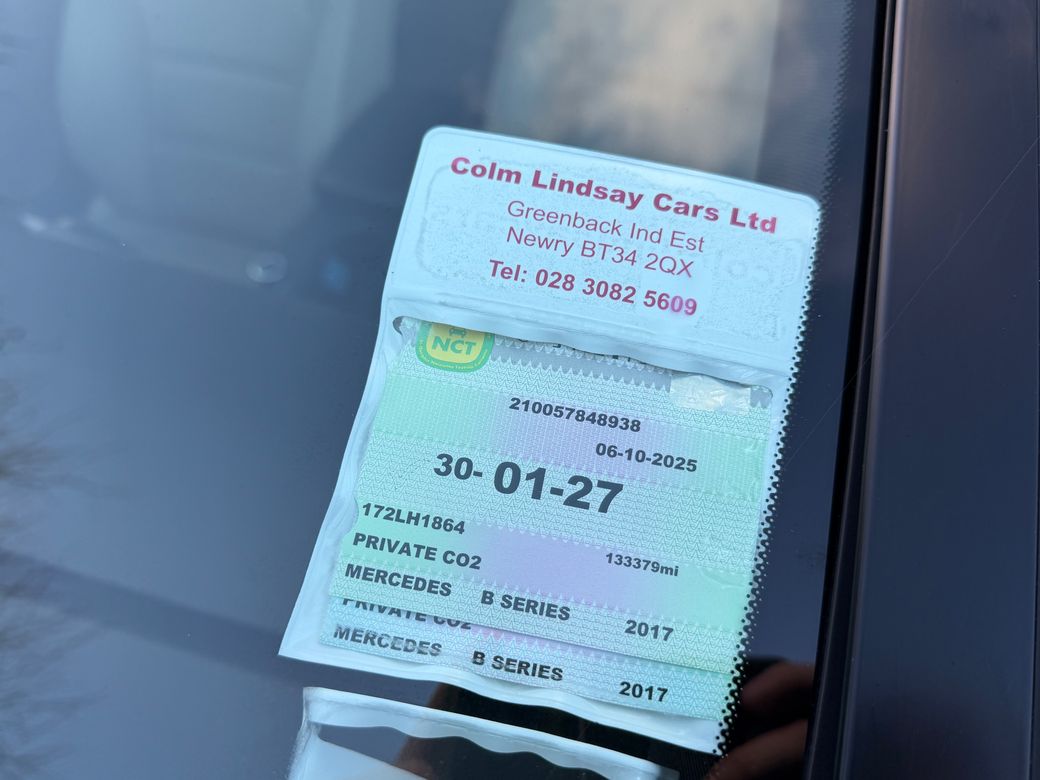 Colm Lindsay Cars Ltd
Greenback Ind Est
Newry BT34 2QX
Tel: 028 3082 5609
NCT
210057848938
06-10-2025
30-01-27
172LH1864
PRIVATE CO2
133379mi
MERCEDES B SERIES 2017
PRIVATE CO2
MERCEDES B SERIES 2017